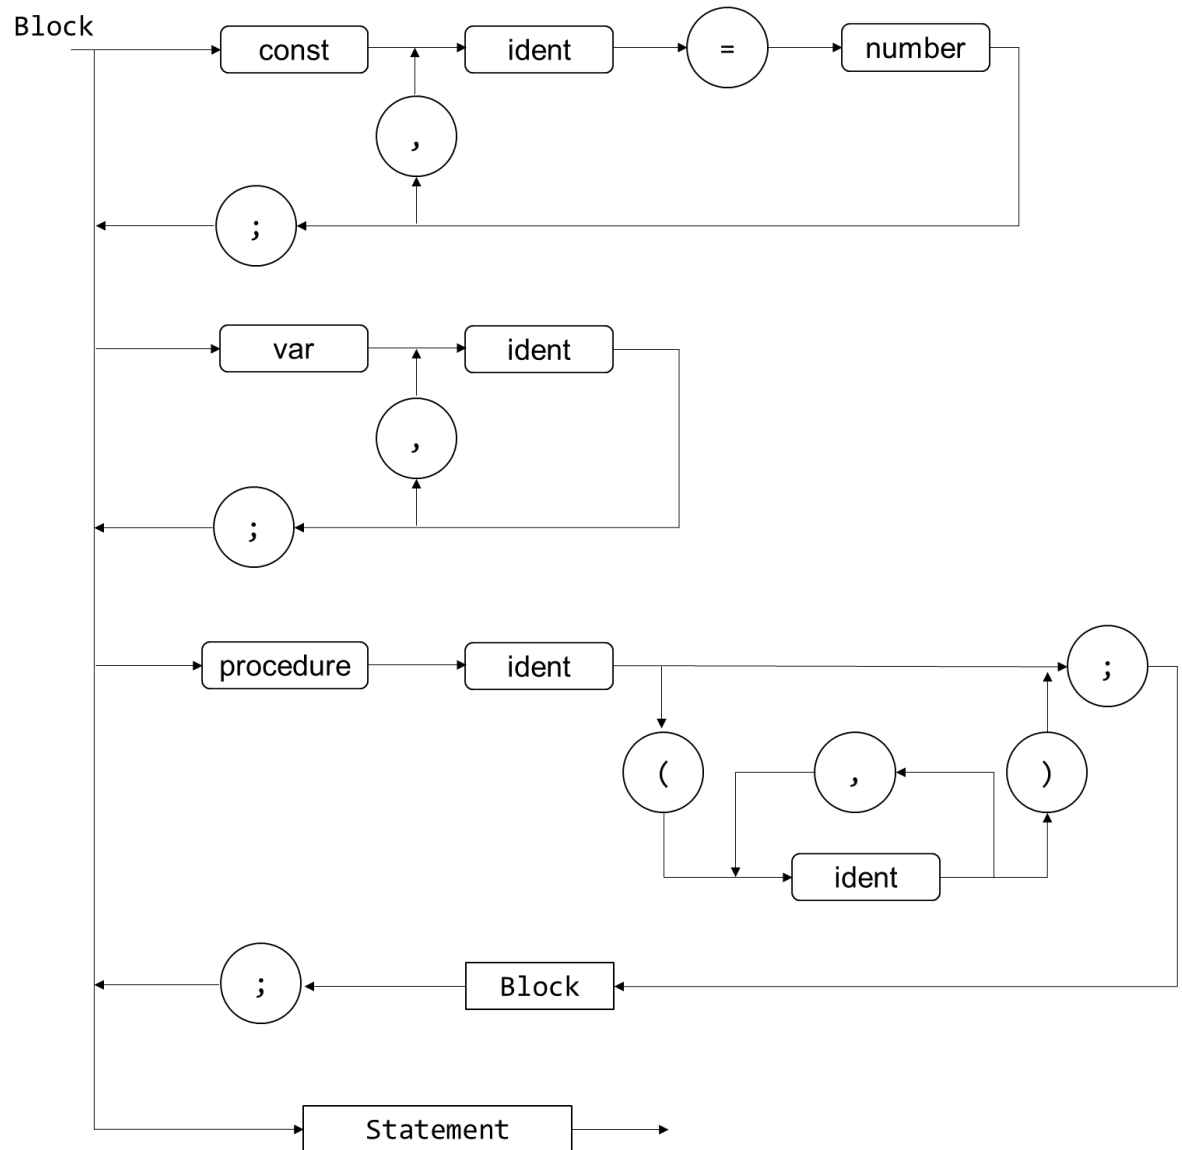 Block
const ident = number
,
;
var ident
,
;
procedure ident ;
( , )
ident
; Block
Statement